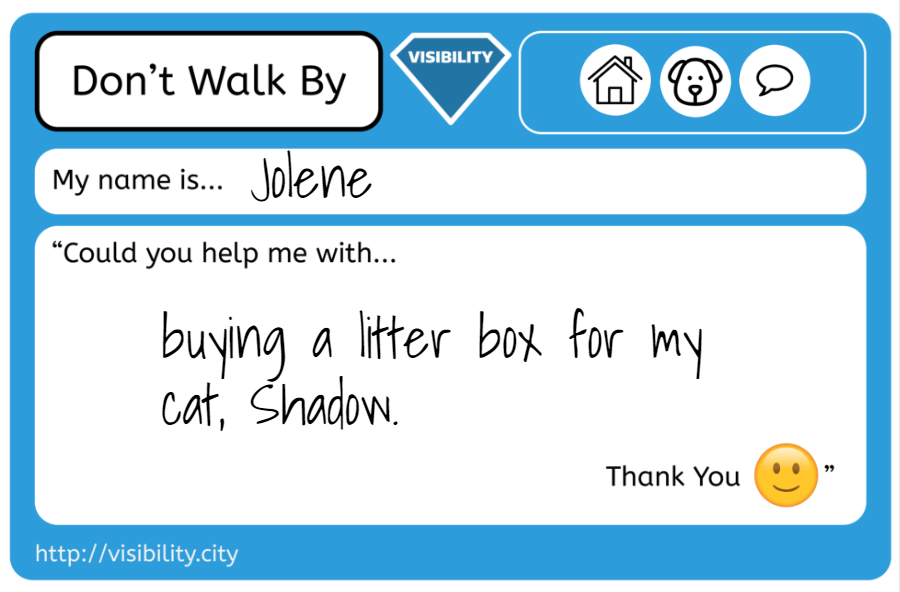 Don’t Walk By
VISIBILITY
My name is... Jolene
“Could you help me with...
buying a litter box for my
cat, Shadow.
Thank You 🙂”
http://visibility.city